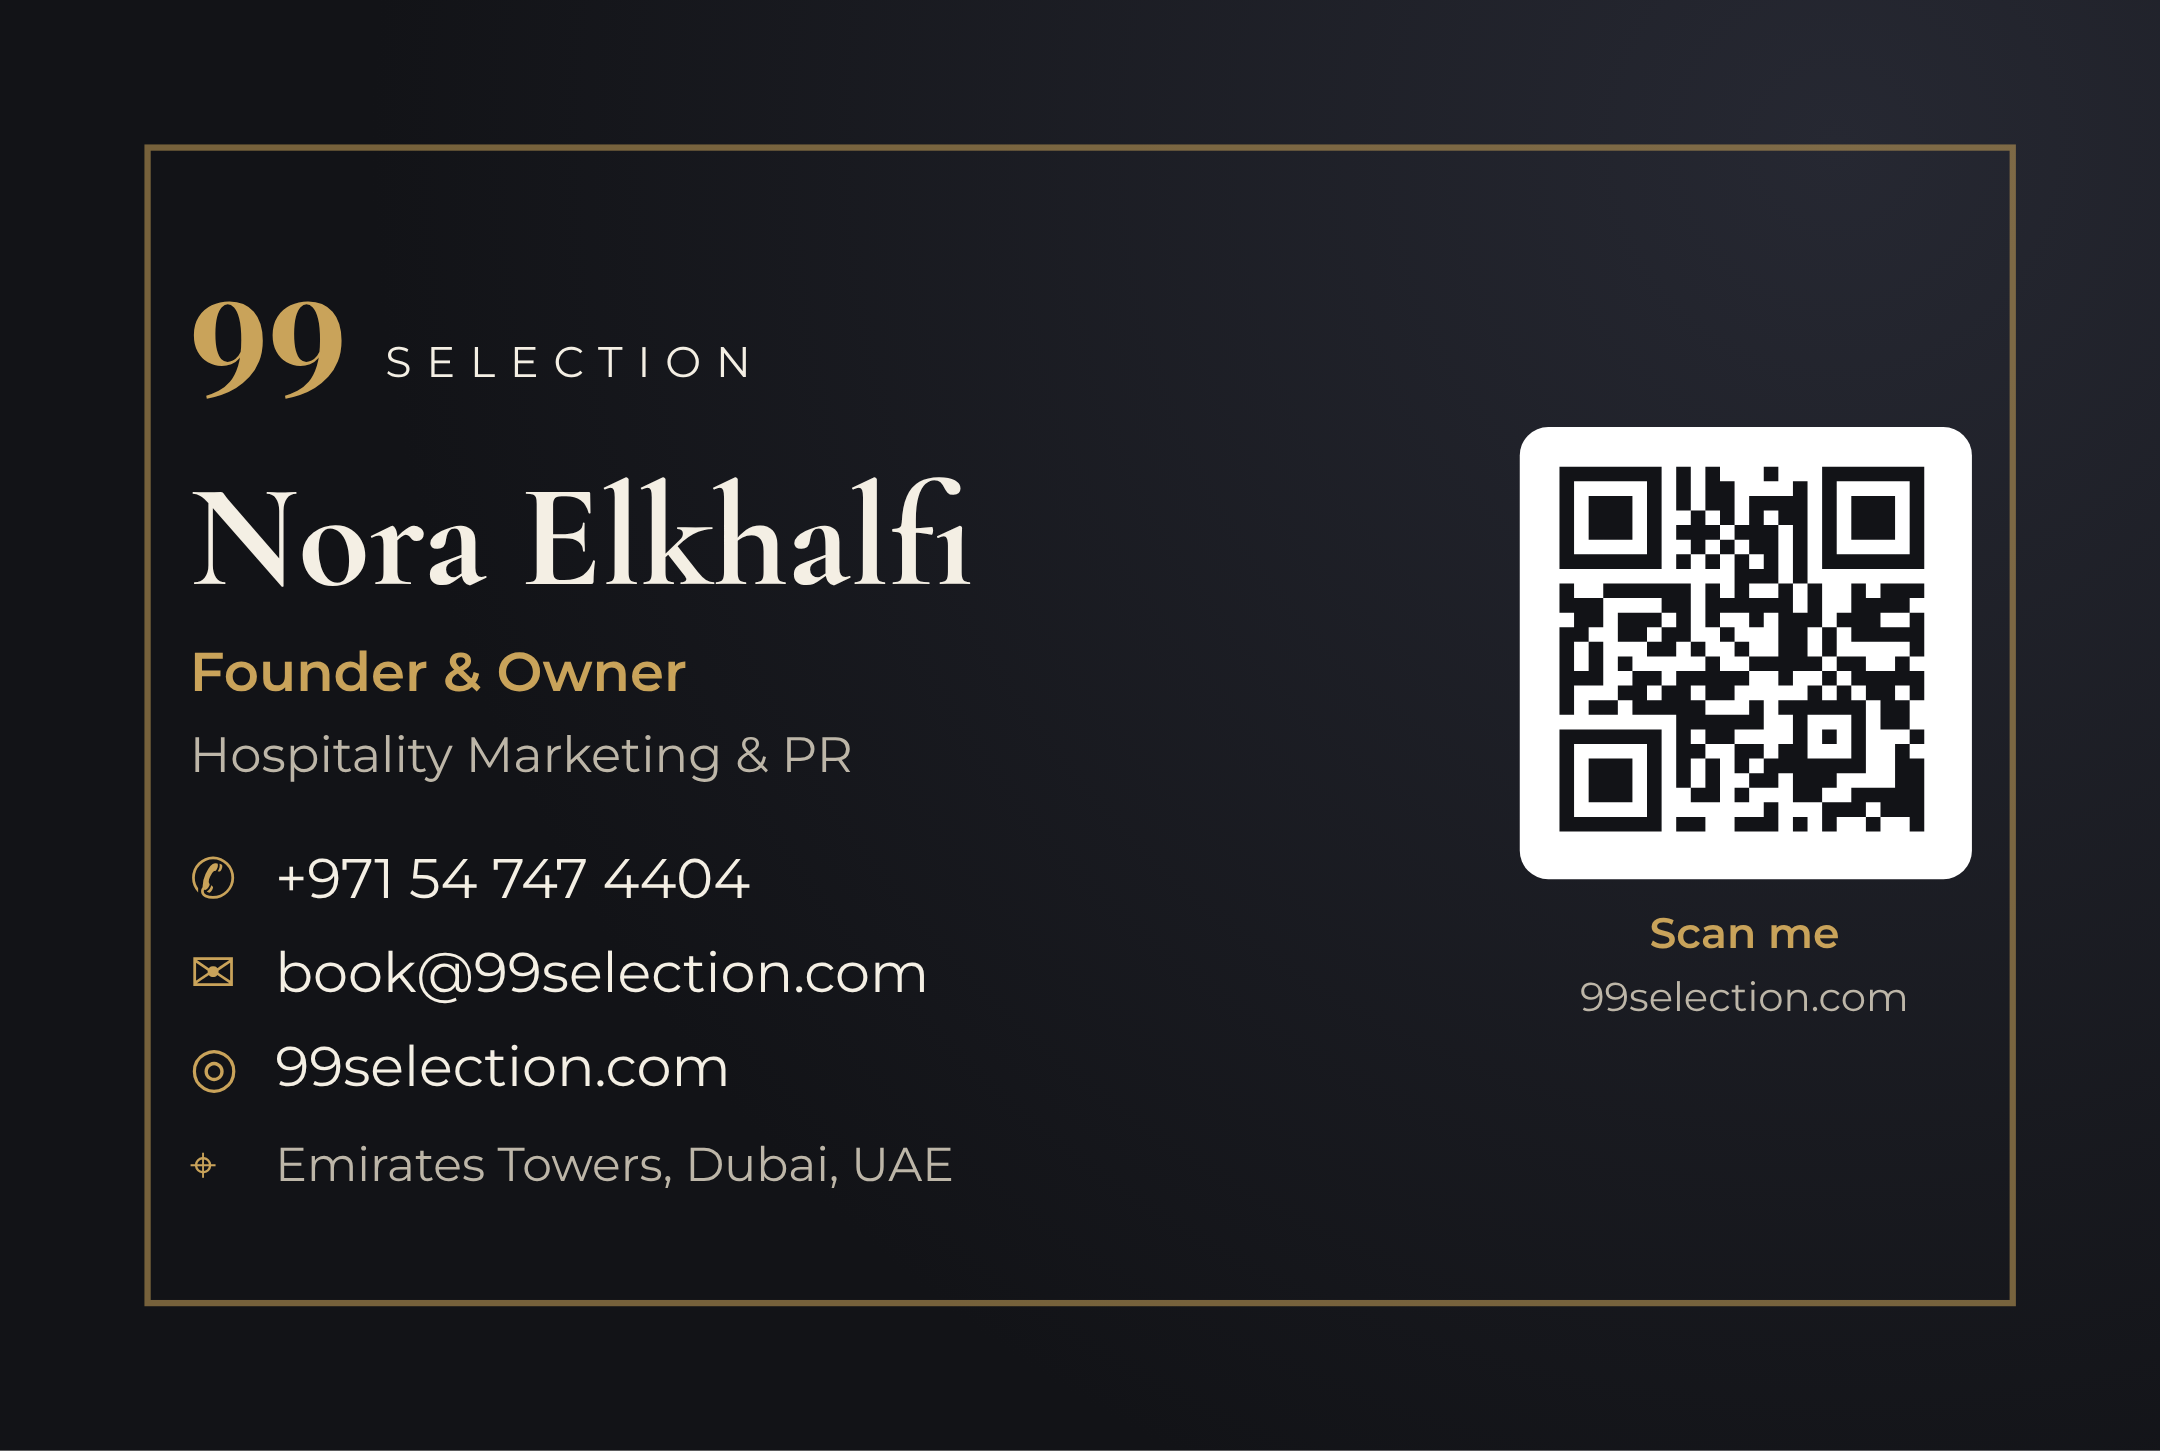 99 SELECTION
Nora Elkhalfi
Founder & Owner
Hospitality Marketing & PR
+971 54 747 4404
book@99selection.com
99selection.com
Emirates Towers, Dubai, UAE
Scan me
99selection.com